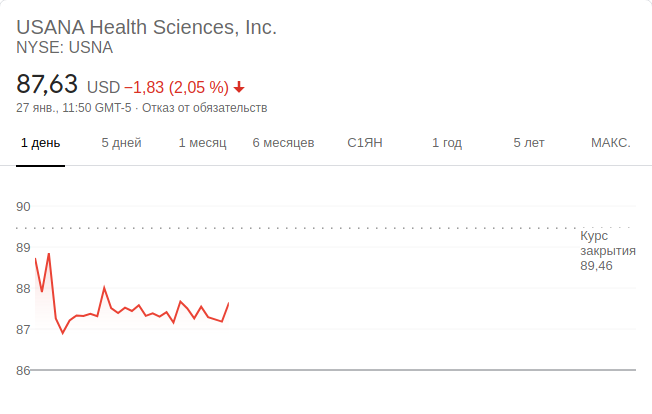 USANA Health Sciences, Inc.
NYSE: USNA
87,63 USD −1,83 (2,05 %)
27 янв., 11:50 GMT-5 · Отказ от обязательств
1 день 5 дней 1 месяц 6 месяцев С1ЯН 1 год 5 лет МАКС.
90
89
88
87
86
Курс
закрытия
89,46